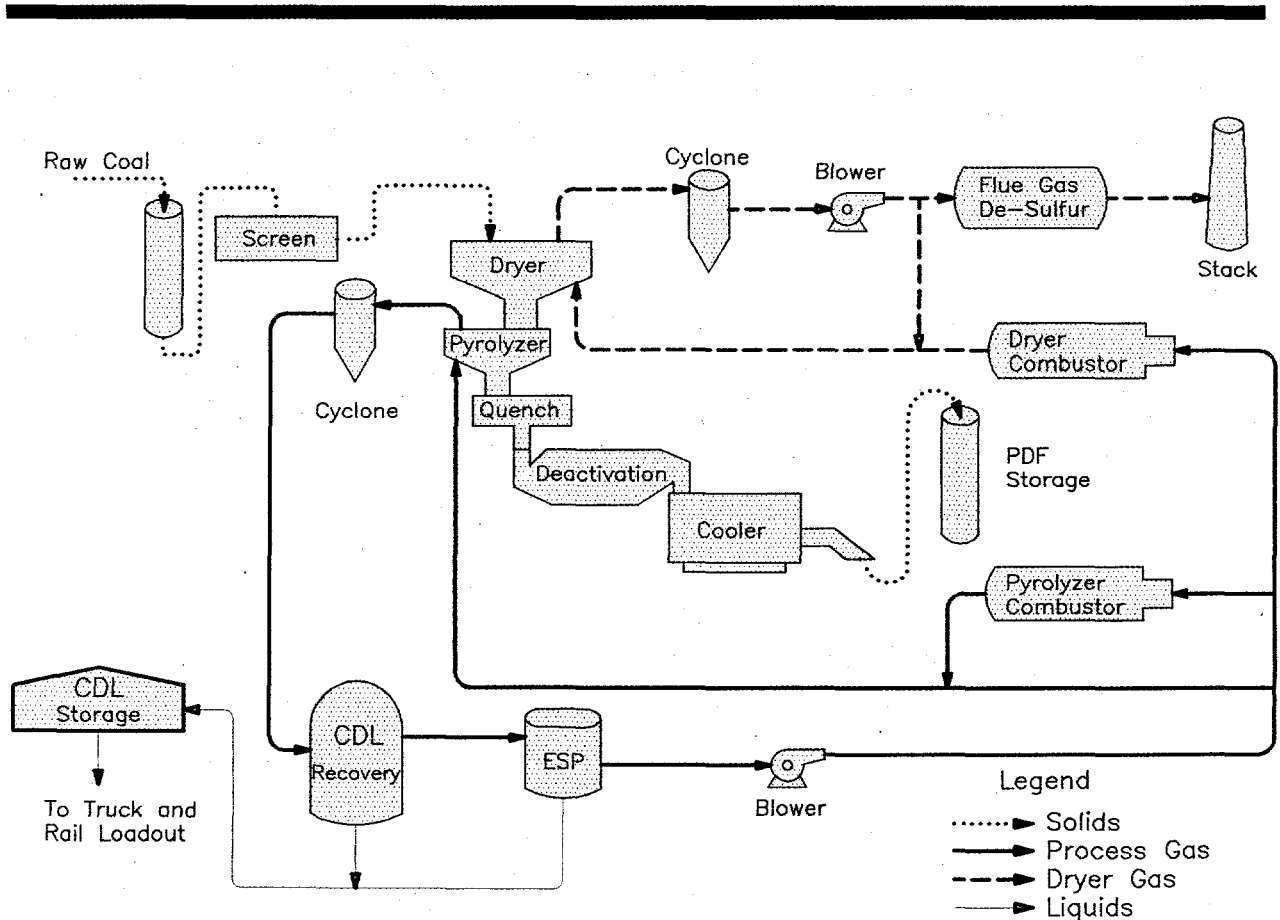 Raw Coal
Screen
Dryer
Cyclone
Blower
Flue Gas
De-Sulfur
Stack
Pyrolyzer
Cyclone
Quench
Dryer
Combustor
Deactivation
Cooler
PDF
Storage
Pyrolyzer
Combustor
CDL
Storage
To Truck and
Rail Loadout
CDL
Recovery
ESP
Blower
Legend
Solids
Process Gas
Dryer Gas
Liquids